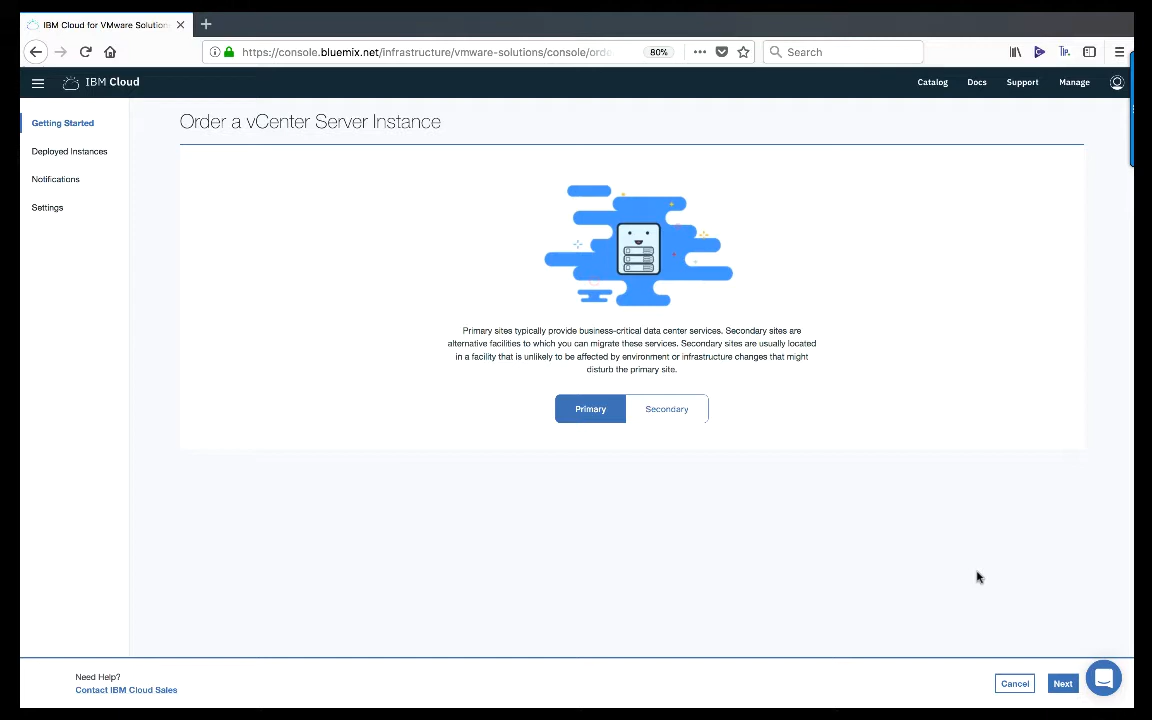 IBM Cloud for VMware Solution
https://console.bluemix.net/infrastructure/vmware-solutions/console/ord
80%
Search
IBM Cloud
Catalog
Docs
Support
Manage
Getting Started
Deployed Instances
Notifications
Settings
Order a vCenter Server Instance
Primary sites typically provide business-critical data center services. Secondary sites are
alternative facilities to which you can migrate these services. Secondary sites are usually located
in a facility that is unlikely to be affected by environment or infrastructure changes that might
disturb the primary site.
Primary
Secondary
Need Help?
Contact IBM Cloud Sales
Cancel
Next